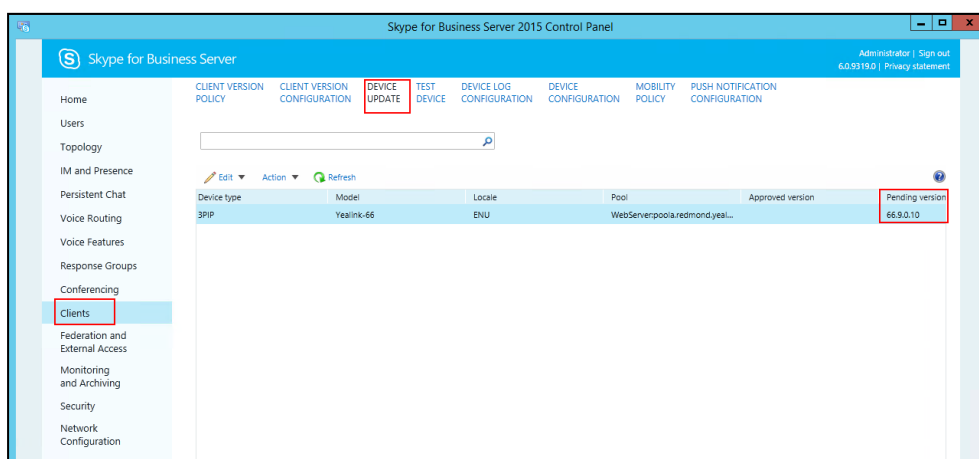 Skype for Business Server 2015 Control Panel
Skype for Business Server
Administrator | Sign out
6.0.9319.0 | Privacy statement
Home
Users
Topology
IM and Presence
Persistent Chat
Voice Routing
Voice Features
Response Groups
Conferencing
Clients
Federation and
External Access
Monitoring
and Archiving
Security
Network
Configuration
CLIENT VERSION
POLICY
CLIENT VERSION
CONFIGURATION
DEVICE
UPDATE
TEST
DEVICE
DEVICE LOG
CONFIGURATION
DEVICE
CONFIGURATION
MOBILITY
POLICY
PUSH NOTIFICATION
CONFIGURATION
Edit Action Refresh
Device type Model Locale Pool Approved version Pending version
3PIP Yealink-66 ENU WebServer:poola.redmond.yeal... 66.9.0.10